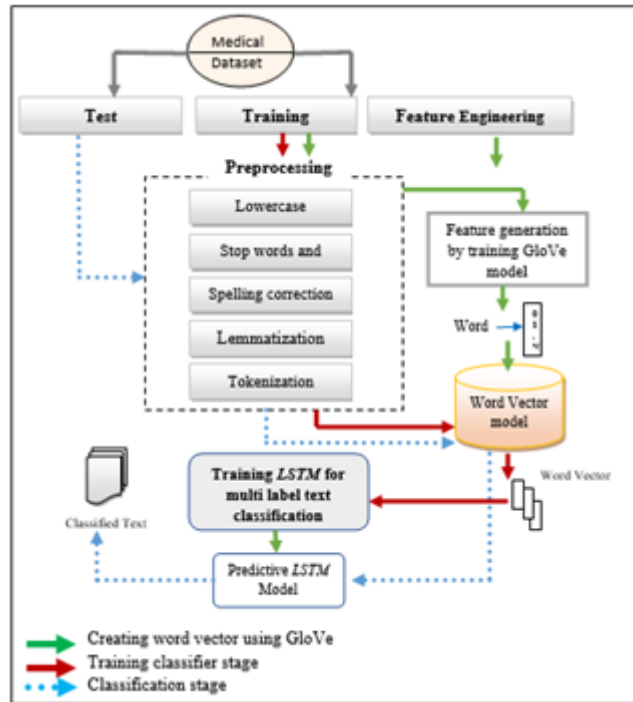 Medical
Dataset
Test
Training
Feature Engineering
Preprocessing
Lowercase
Stop words and
Spelling correction
Lemmatization
Tokenization
Feature generation
by training GloVe
model
Word
Word Vector
model
Word Vector
Training LSTM for
multi label text
classification
Classified Text
Predictive LSTM
Model
Creating word vector using GloVe
Training classifier stage
Classification stage